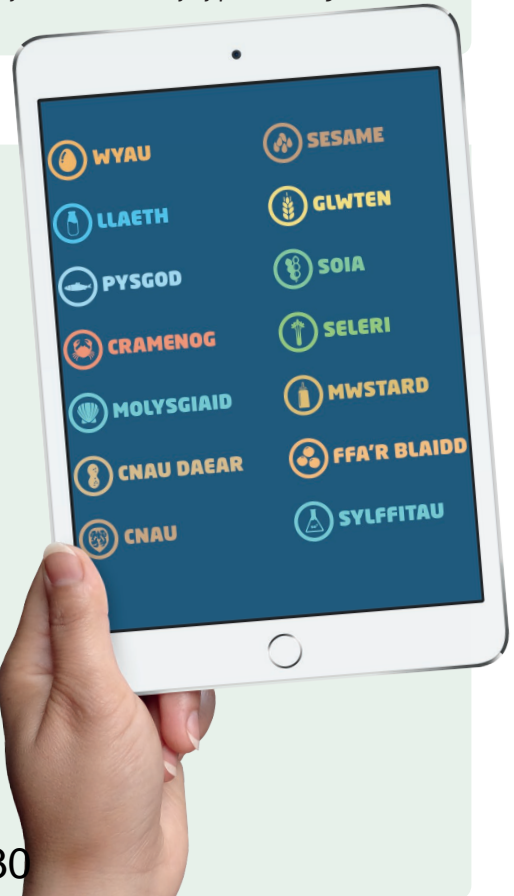 WYAU
LLAETH
PYSGOD
CRAMENOG
MOLYSGIAID
CNAU DAEAR
CNAU
SESAME
GLWTEN
SOIA
SELERI
MWSTARD
FFA'R BLAIDD
SYLFFITAU
30